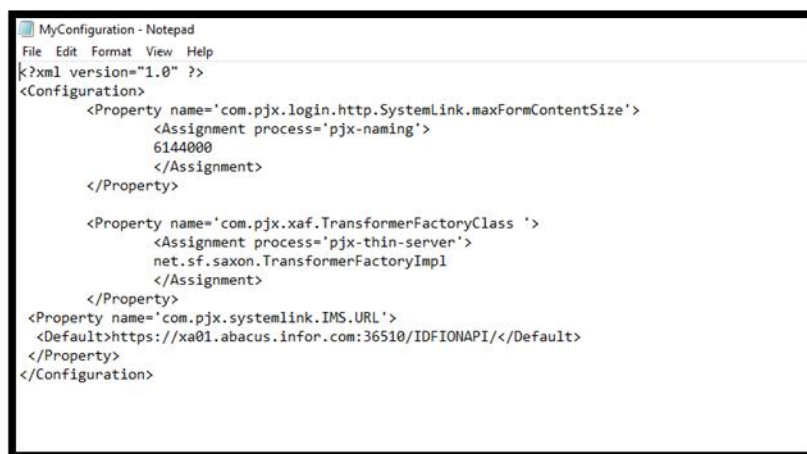 MyConfiguration - Notepad
File Edit Format View Help
<?xml version="1.0" ?>
<Configuration>
<Property name='com.pjx.login.http.SystemLink.maxFormContentSize'>
<Assignment process='pjx-naming'>
6144000
</Assignment>
</Property>
<Property name='com.pjx.xaf.TransformerFactoryClass '>
<Assignment process='pjx-thin-server'>
net.sf.saxon.TransformerFactoryImpl
</Assignment>
</Property>
<Property name='com.pjx.systemlink.IMS.URL'>
<Default>https://xa01.abacus.infor.com:36510/IDFIONAPI/</Default>
</Property>
</Configuration>